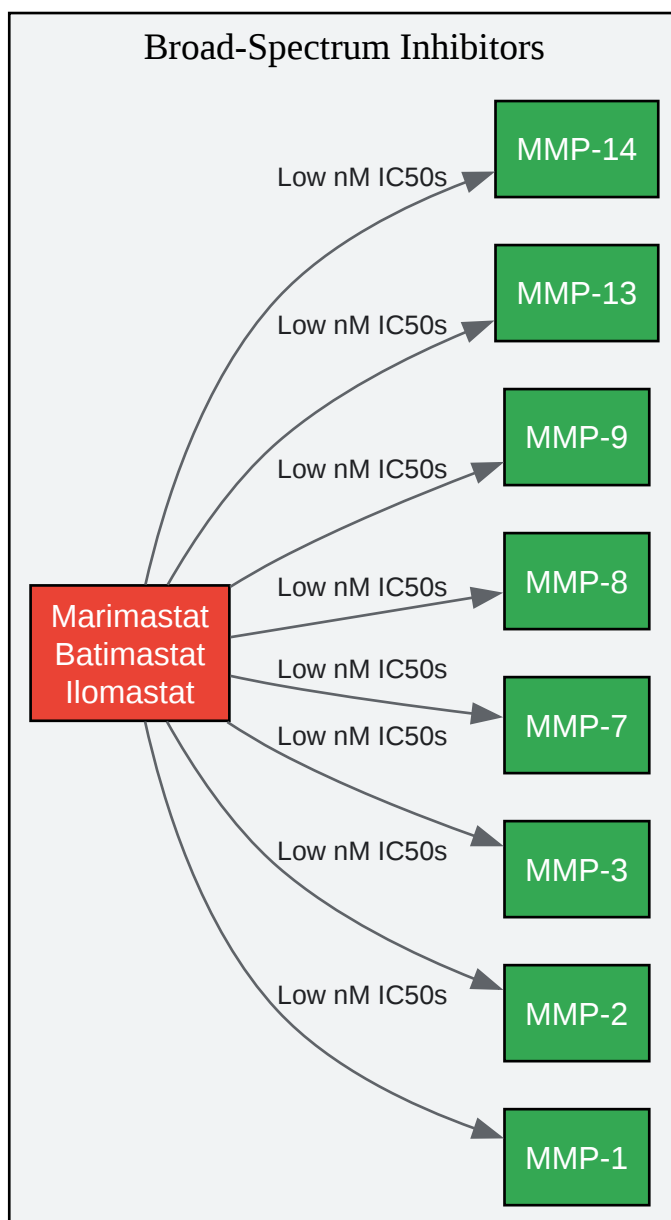 Broad-Spectrum Inhibitors
MMP-14
Low nM IC50s
MMP-13
Low nM IC50s
MMP-9
Low nM IC50s
MMP-8
Low nM IC50s
Marimastat
Batimastat
Ilomastat
Low nM IC50s
MMP-7
Low nM IC50s
MMP-3
Low nM IC50s
MMP-2
Low nM IC50s
MMP-1